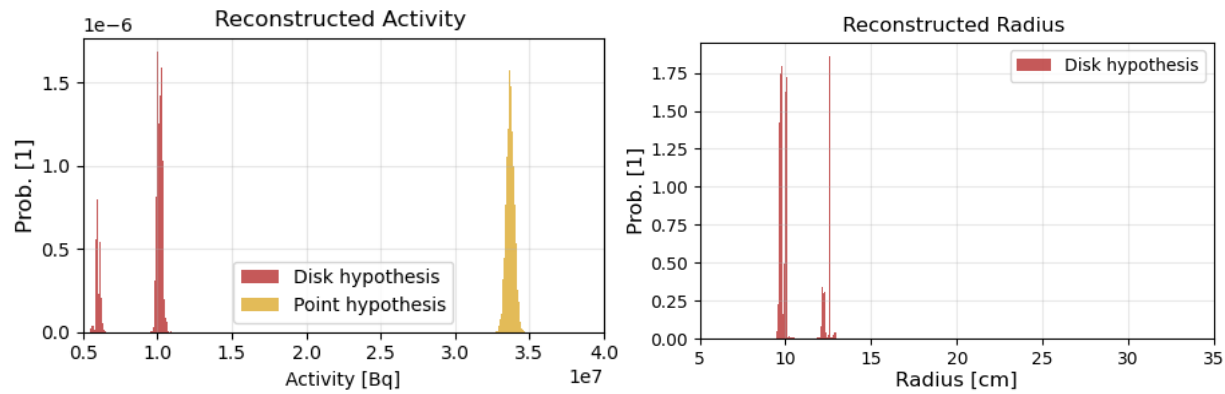 Reconstructed Activity
1e−6
Prob. [1]
1.5
1.0
0.5
0.0
Disk hypothesis
Point hypothesis
0.5 1.0 1.5 2.0 2.5 3.0 3.5 4.0
1e7
Activity [Bq]
Reconstructed Radius
Prob. [1]
1.75
1.50
1.25
1.00
0.75
0.50
0.25
0.00
Disk hypothesis
5 10 15 20 25 30 35
Radius [cm]